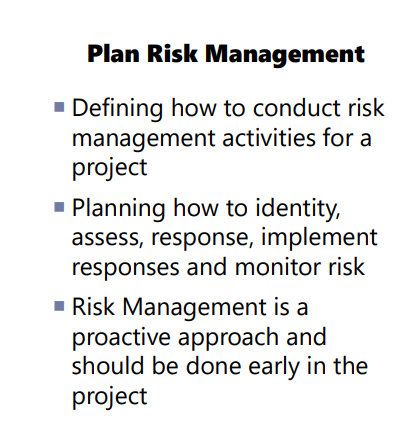 Plan Risk Management
▪ Defining how to conduct risk
management activities for a
project
▪ Planning how to identity,
assess, response, implement
responses and monitor risk
▪ Risk Management is a
proactive approach and
should be done early in the
project